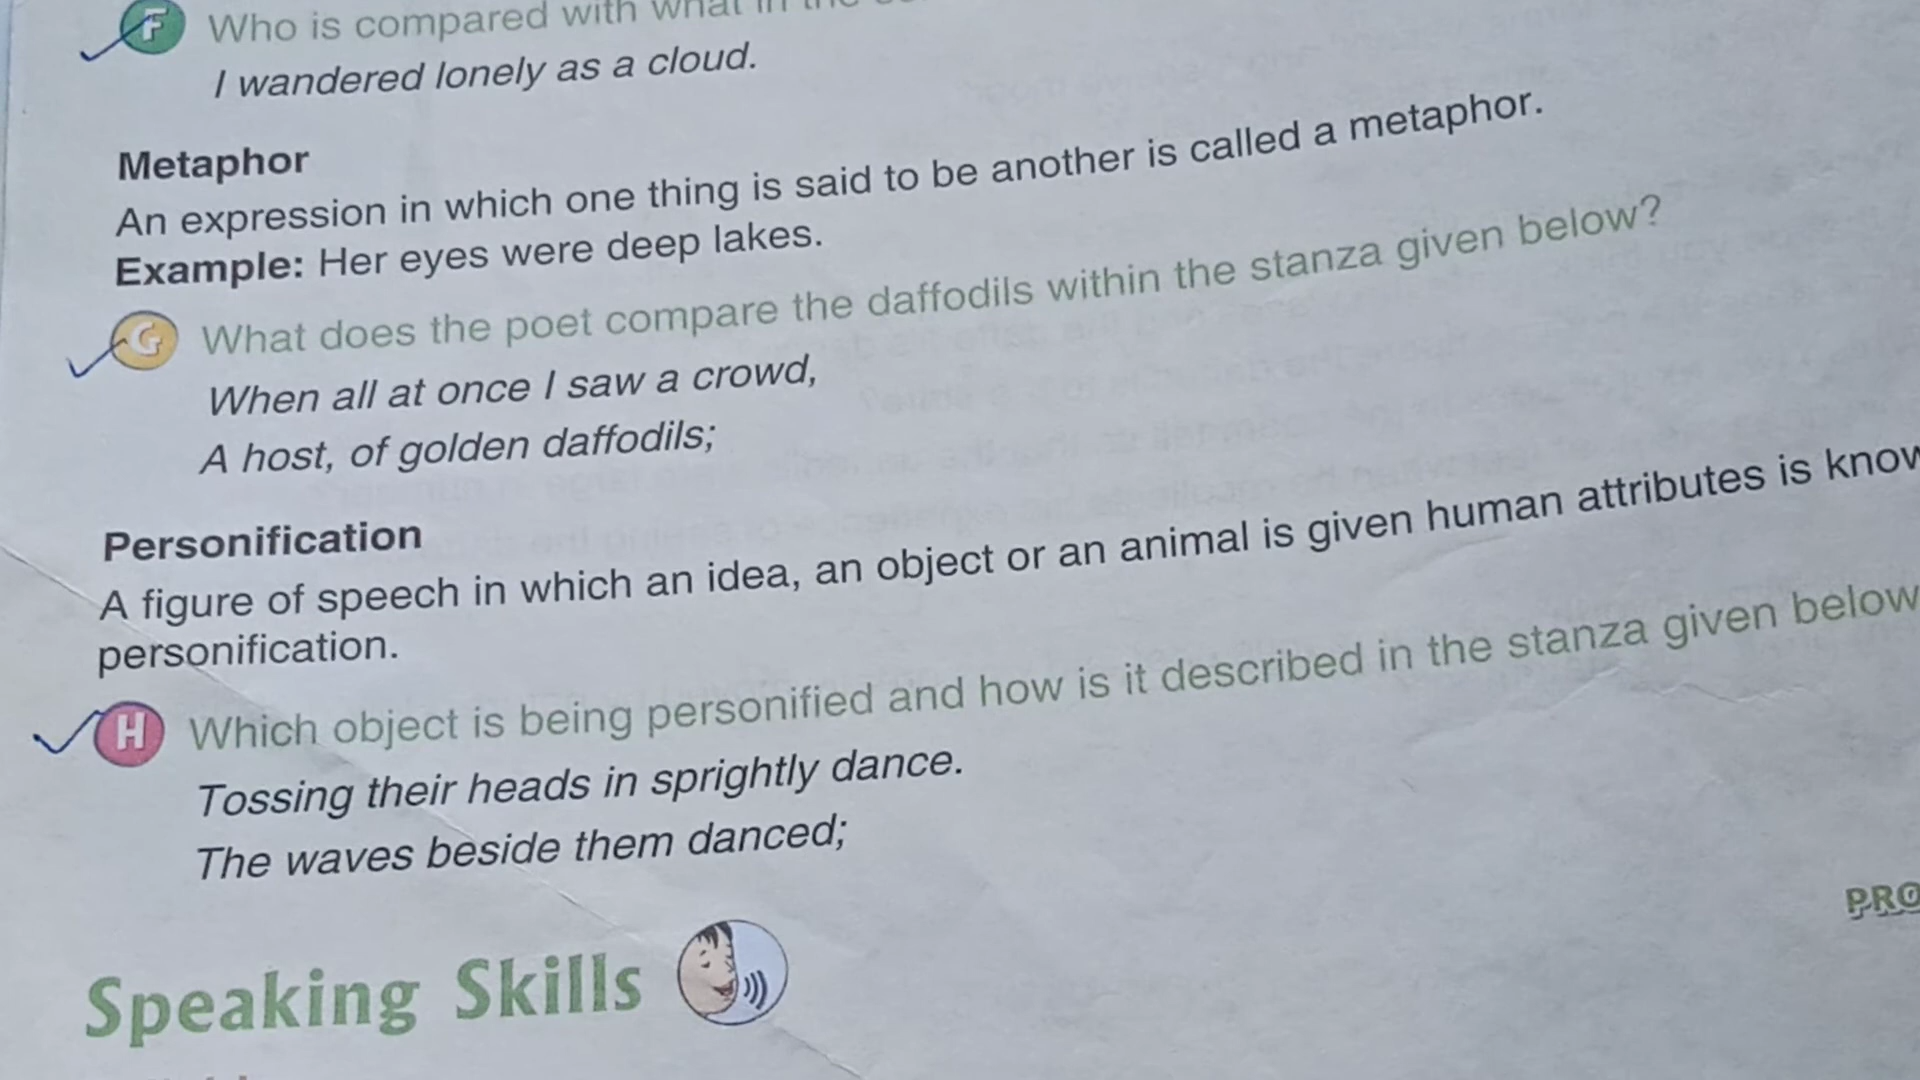 F Who is compared with what in the
I wandered lonely as a cloud.
Metaphor
An expression in which one thing is said to be another is called a metaphor.
Example: Her eyes were deep lakes.
G What does the poet compare the daffodils within the stanza given below?
When all at once I saw a crowd,
A host, of golden daffodils;
Personification
A figure of speech in which an idea, an object or an animal is given human attributes is know
personification.
H Which object is being personified and how is it described in the stanza given below
Tossing their heads in sprightly dance.
The waves beside them danced;
PRO
Speaking Skills